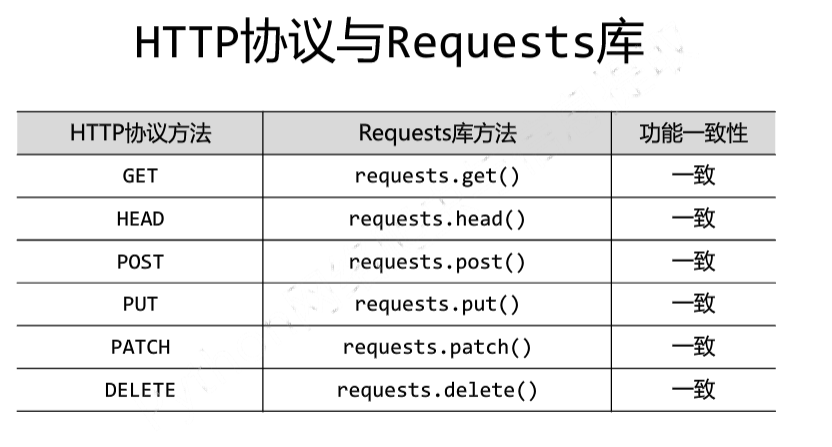 HTTP协议与Requests库
HTTP协议方法 Requests库方法 功能一致性
GET requests.get() 一致
HEAD requests.head() 一致
POST requests.post() 一致
PUT requests.put() 一致
PATCH requests.patch() 一致
DELETE requests.delete() 一致